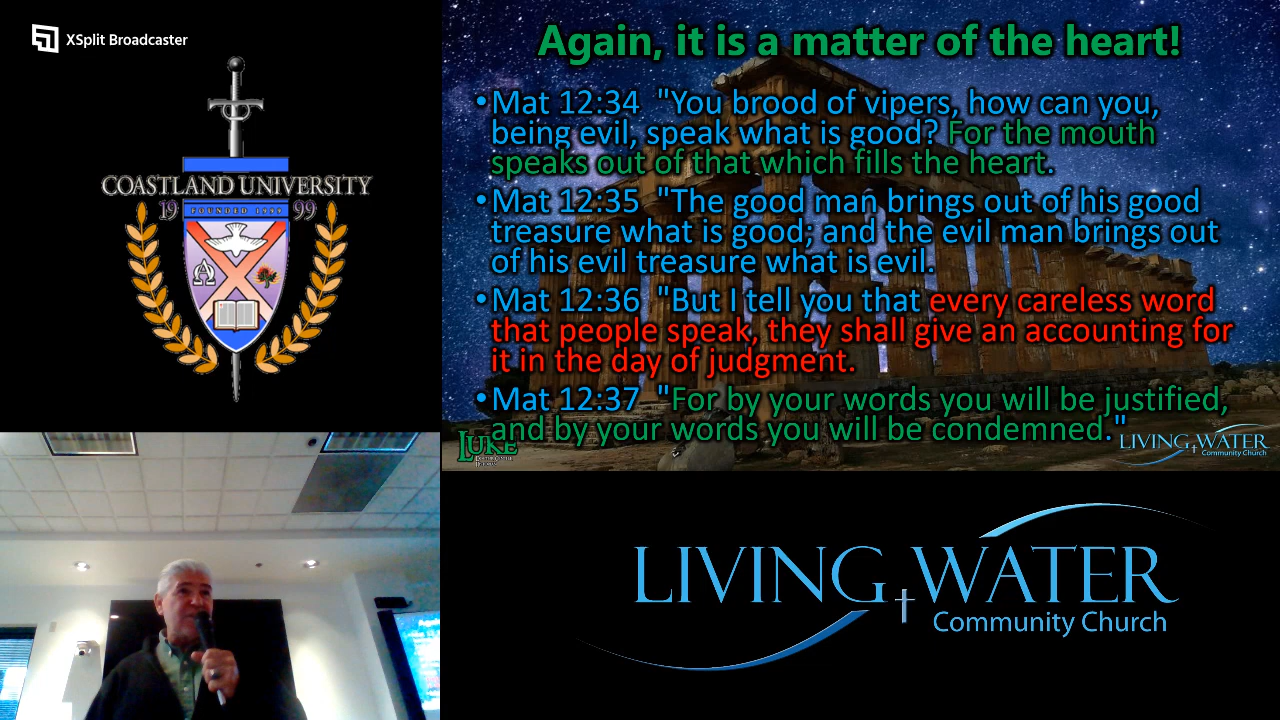 XSplit Broadcaster
COASTLAND UNIVERSITY
19 FOUNDED 1999 99
Again, it is a matter of the heart!
•Mat 12:34 "You brood of vipers, how can you,
being evil, speak what is good? For the mouth
speaks out of that which fills the heart.
•Mat 12:35 "The good man brings out of his good
treasure what is good; and the evil man brings out
of his evil treasure what is evil.
•Mat 12:36 "But I tell you that every careless word
that people speak, they shall give an accounting for
it in the day of judgment.
•Mat 12:37 "For by your words you will be justified,
and by your words you will be condemned."
LUKE
LIVING WATER
Community Church
LIVING WATER
Community Church